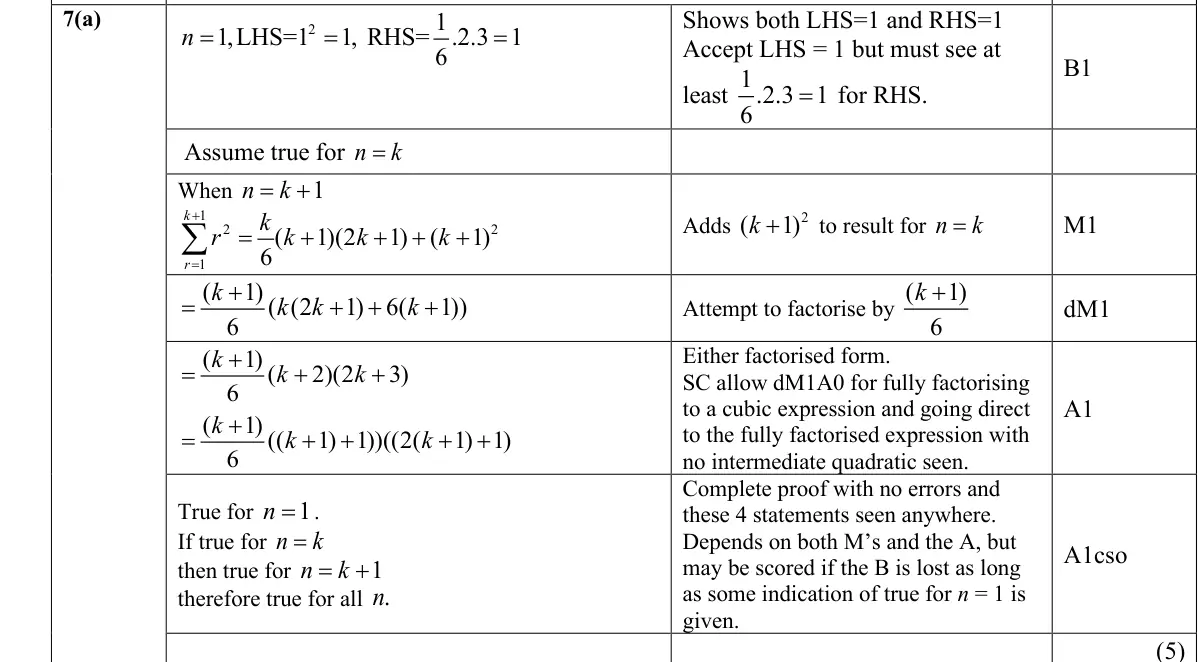 7(a)
n = 1, LHS=1² = 1, RHS= 1/6 .2.3 = 1
Shows both LHS=1 and RHS=1
Accept LHS = 1 but must see at
least 1/6 .2.3 = 1 for RHS.
B1
Assume true for n = k
When n = k + 1
∑_{r=1}^{k+1} r² = k/6 (k + 1)(2k + 1) + (k + 1)²
Adds (k + 1)² to result for n = k
M1
= (k + 1)/6 (k(2k + 1) + 6(k + 1))
Attempt to factorise by (k + 1)/6
dM1
= (k + 1)/6 (k + 2)(2k + 3)
= (k + 1)/6 ((k + 1) + 1))((2(k + 1) + 1)
Either factorised form.
SC allow dM1A0 for fully factorising
to a cubic expression and going direct
to the fully factorised expression with
no intermediate quadratic seen.
A1
True for n = 1 .
If true for n = k
then true for n = k + 1
therefore true for all n.
Complete proof with no errors and
these 4 statements seen anywhere.
Depends on both M’s and the A, but
may be scored if the B is lost as long
as some indication of true for n = 1 is
given.
A1cso
(5)